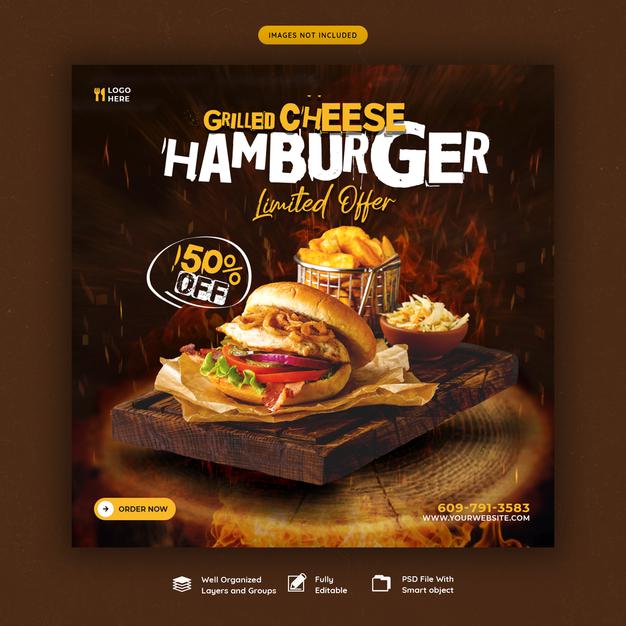 IMAGES NOT INCLUDED
LOGO
HERE
GRILLED CHEESE
HAMBURGER
Limited Offer
50%
OFF
ORDER NOW
609-791-3583
WWW.YOURWEBSITE.COM
Well Organized
Layers and Groups
Fully
Editable
PSD File With
Smart object